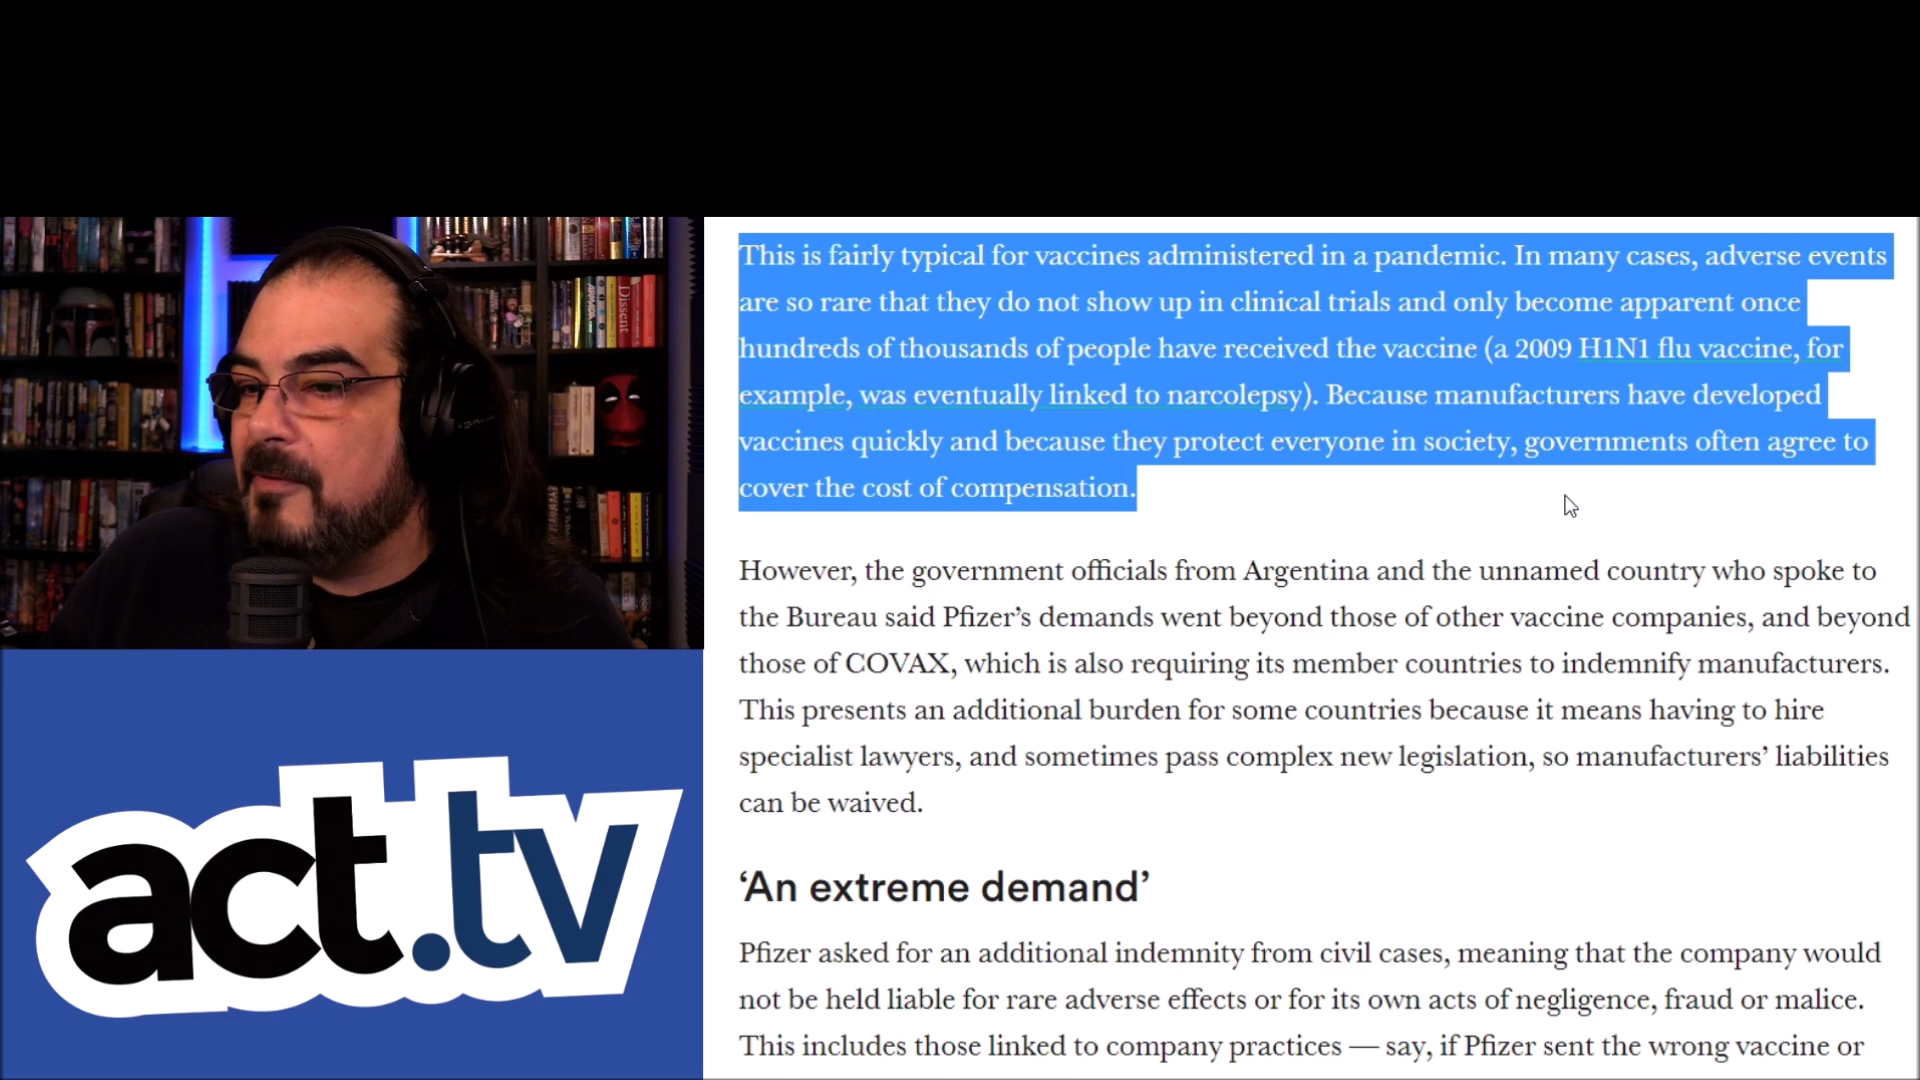 This is fairly typical for vaccines administered in a pandemic. In many cases, adverse events
are so rare that they do not show up in clinical trials and only become apparent once
hundreds of thousands of people have received the vaccine (a 2009 H1N1 flu vaccine, for
example, was eventually linked to narcolepsy). Because manufacturers have developed
vaccines quickly and because they protect everyone in society, governments often agree to
cover the cost of compensation.
However, the government officials from Argentina and the unnamed country who spoke to
the Bureau said Pfizer’s demands went beyond those of other vaccine companies, and beyond
those of COVAX, which is also requiring its member countries to indemnify manufacturers.
This presents an additional burden for some countries because it means having to hire
specialist lawyers, and sometimes pass complex new legislation, so manufacturers’ liabilities
can be waived.
‘An extreme demand’
Pfizer asked for an additional indemnity from civil cases, meaning that the company would
not be held liable for rare adverse effects or for its own acts of negligence, fraud or malice.
This includes those linked to company practices — say, if Pfizer sent the wrong vaccine or
Dissent
act.tv